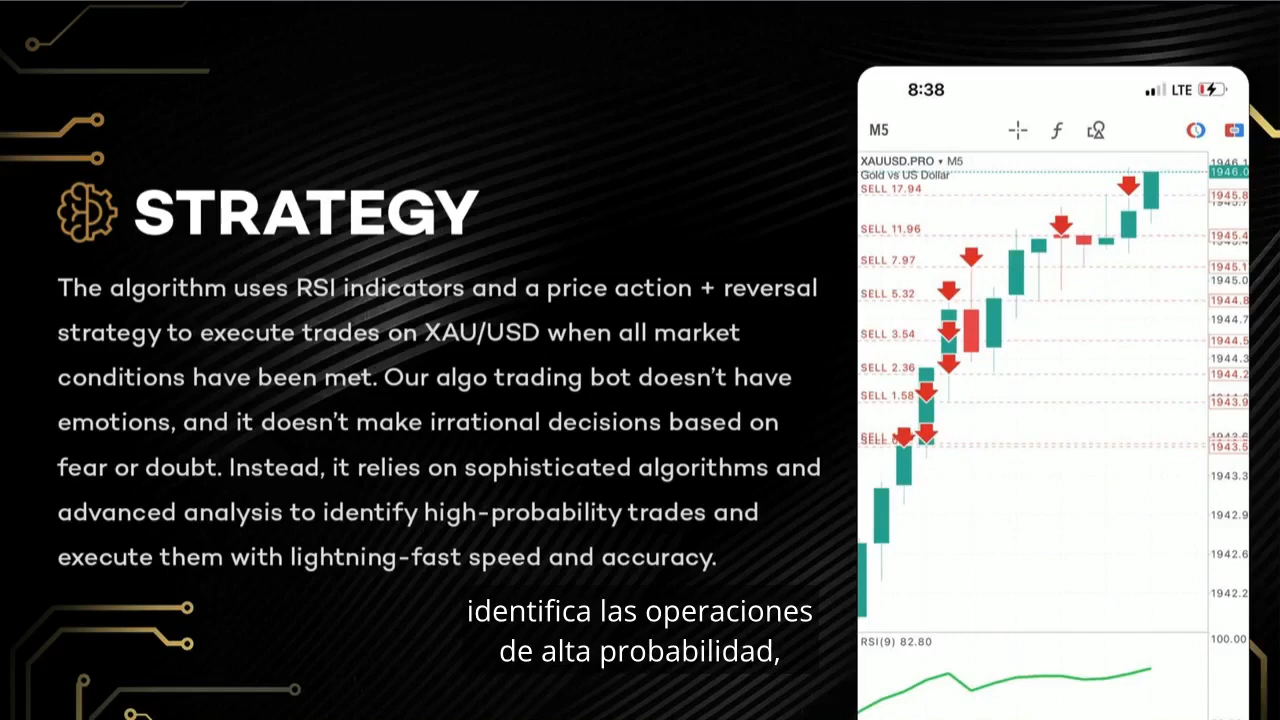 STRATEGY
The algorithm uses RSI indicators and a price action + reversal
strategy to execute trades on XAU/USD when all market
conditions have been met. Our algo trading bot doesn't have
emotions, and it doesn't make irrational decisions based on
fear or doubt. Instead, it relies on sophisticated algorithms and
advanced analysis to identify high-probability trades and
execute them with lightning-fast speed and accuracy.
identifica las operaciones
de alta probabilidad,
8:38
LTE
M5
XAUUSD.PRO ▾ M5
Gold vs US Dollar
SELL 17.94
SELL 11.96
SELL 7.97
SELL 5.32
SELL 3.54
SELL 2.36
SELL 1.58
1946.1
1946.0
1945.8
1945.4
1945.1
1945.0
1944.8
1944.7
1944.5
1944.3
1944.2
1943.9
1943.5
1943.3
1942.9
1942.6
1942.2
RSI(9) 82.80
100.00